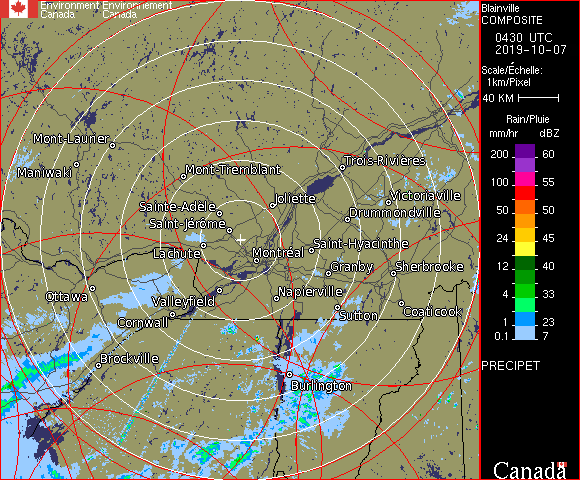 Environment Environnement
Canada Canada
Blainville
COMPOSITE
0430 UTC
2019-10-07
Scale/Échelle:
1km/Pixel
40 KM
Rain/Pluie
mm/hr dBZ
200 60
100 55
50 50
24 45
12 40
4 33
1 23
0.1 7
PRECIPET
Canada
Mont-Laurier
Maniwaki
Mont-Tremblant
Trois-Rivières
Sainte-Adèle
Joliette
Victoriaville
Saint-Jérôme
Drummondville
Lachute
Montréal
Saint-Hyacinthe
Granby
Sherbrooke
Ottawa
Valleyfield
Napierville
Cornwall
Sutton
Coaticook
Brockville
Burlington